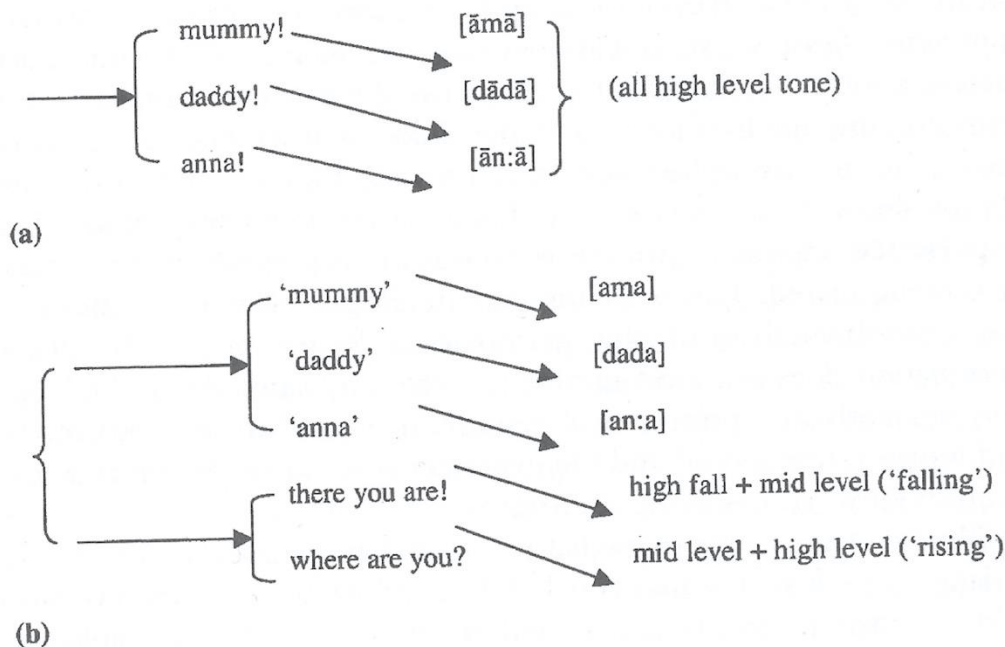 mummy! [āmā]
daddy! [dādā] (all high level tone)
anna! [ān:ā]
(a)
‘mummy’ [ama]
‘daddy’ [dada]
‘anna’ [an:a]
there you are! high fall + mid level (‘falling’)
where are you? mid level + high level (‘rising’)
(b)